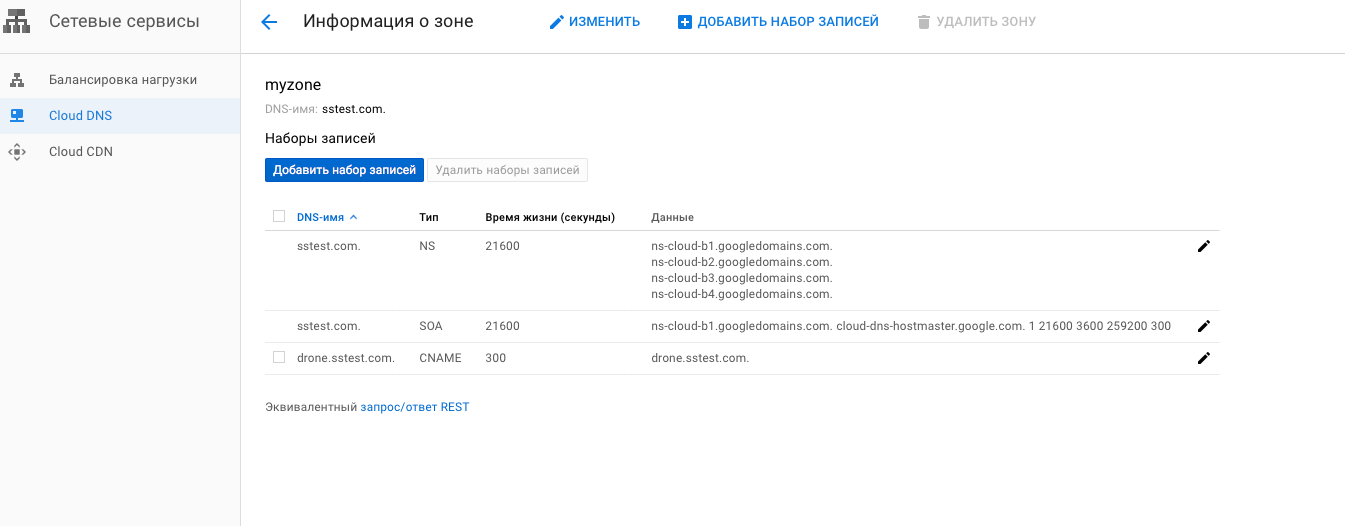 Сетевые сервисы
Информация о зоне
ИЗМЕНИТЬ
ДОБАВИТЬ НАБОР ЗАПИСЕЙ
УДАЛИТЬ ЗОНУ
Балансировка нагрузки
Cloud DNS
Cloud CDN
myzone
DNS-имя: sstest.com.
Наборы записей
Добавить набор записей Удалить наборы записей
DNS-имя Тип Время жизни (секунды) Данные
sstest.com. NS 21600 ns-cloud-b1.googledomains.com.
ns-cloud-b2.googledomains.com.
ns-cloud-b3.googledomains.com.
ns-cloud-b4.googledomains.com.
sstest.com. SOA 21600 ns-cloud-b1.googledomains.com. cloud-dns-hostmaster.google.com. 1 21600 3600 259200 300
drone.sstest.com. CNAME 300 drone.sstest.com.
Эквивалентный запрос/ответ REST